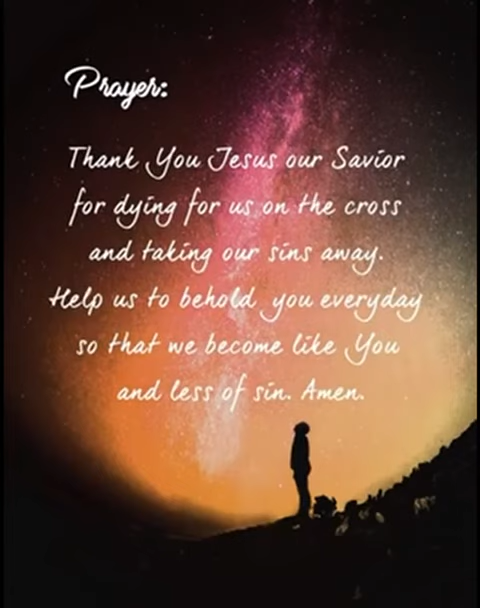 Prayer:
Thank You Jesus our Savior
for dying for us on the cross
and taking our sins away.
Help us to behold you everyday
so that we become like You
and less of sin. Amen.